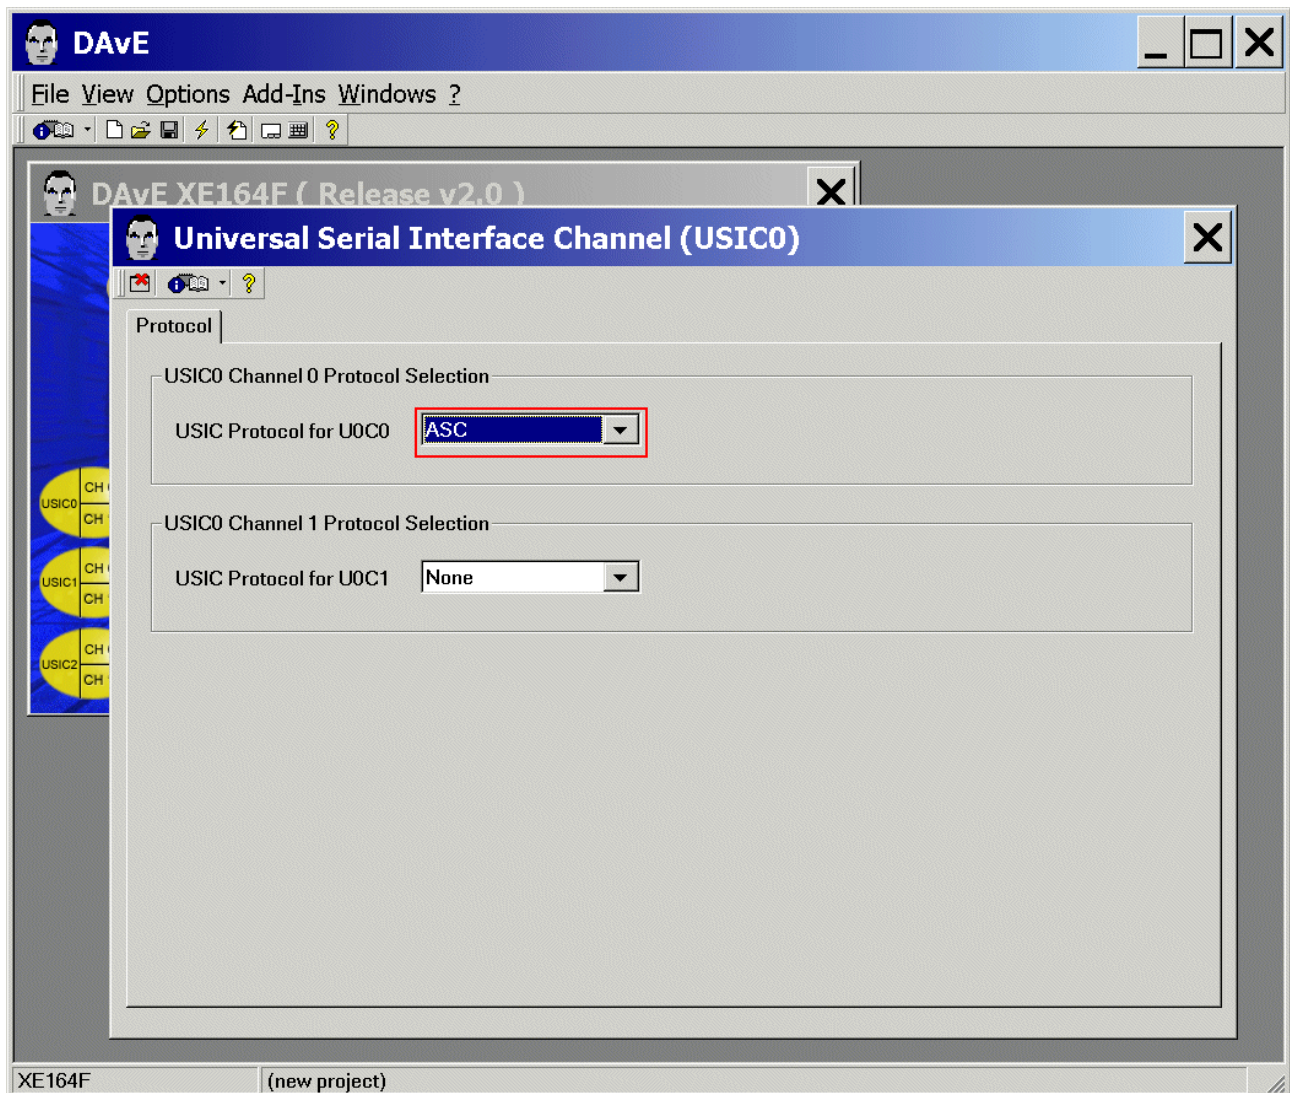 DAvE
File View Options Add-Ins Windows ?
DAvE XE164F ( Release v2.0 )
Universal Serial Interface Channel (USIC0)
Protocol
USIC0 Channel 0 Protocol Selection
USIC Protocol for U0C0 ASC
USIC0 Channel 1 Protocol Selection
USIC Protocol for U0C1 None
USIC0
CH
CH
USIC1
CH
CH
USIC2
CH
CH
XE164F (new project)